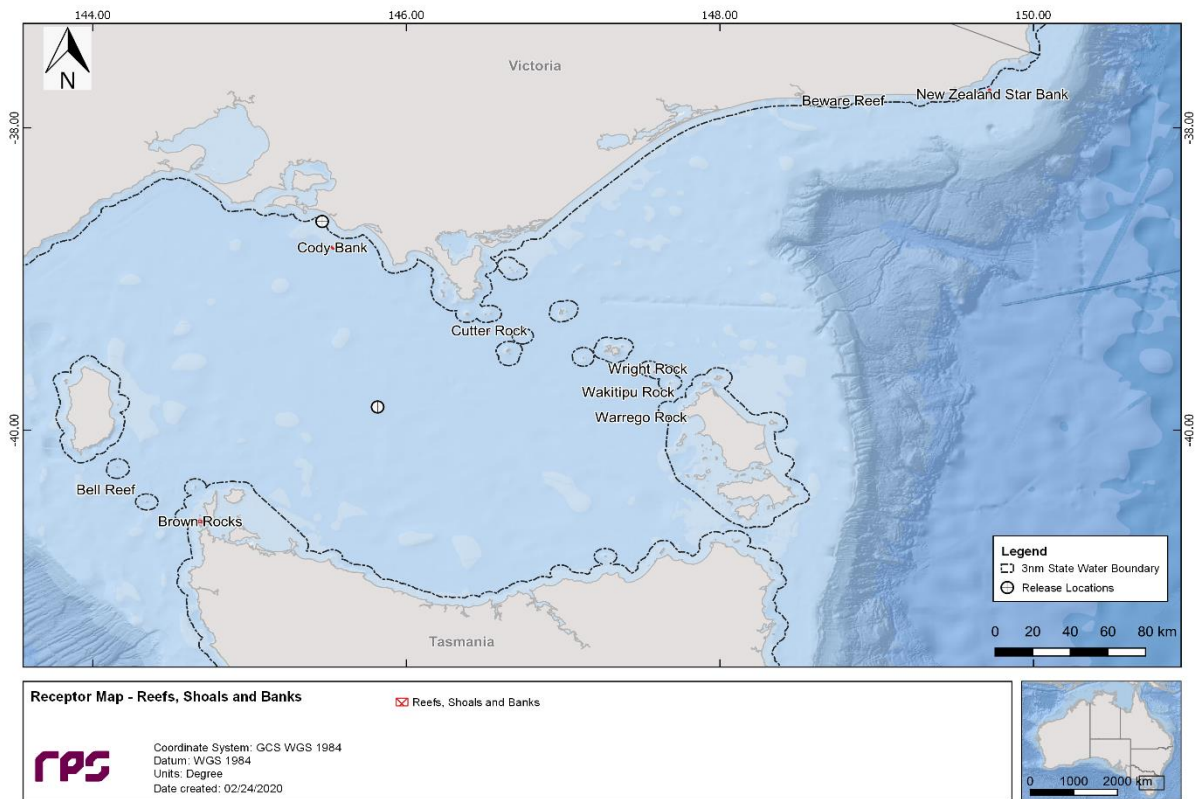 144.00 146.00 148.00 150.00
N
Victoria
New Zealand Star Bank
Beware Reef
-38.00 -38.00
Cody Bank
Cutter Rock
Wright Rock
Wakitipu Rock
Warrego Rock
-40.00 -40.00
Bell Reef
Brown Rocks
Tasmania
Legend
3nm State Water Boundary
Release Locations
0 20 40 60 80 km
Receptor Map - Reefs, Shoals and Banks
Reefs, Shoals and Banks
rps
Coordinate System: GCS WGS 1984
Datum: WGS 1984
Units: Degree
Date created: 02/24/2020
0 1000 2000 km